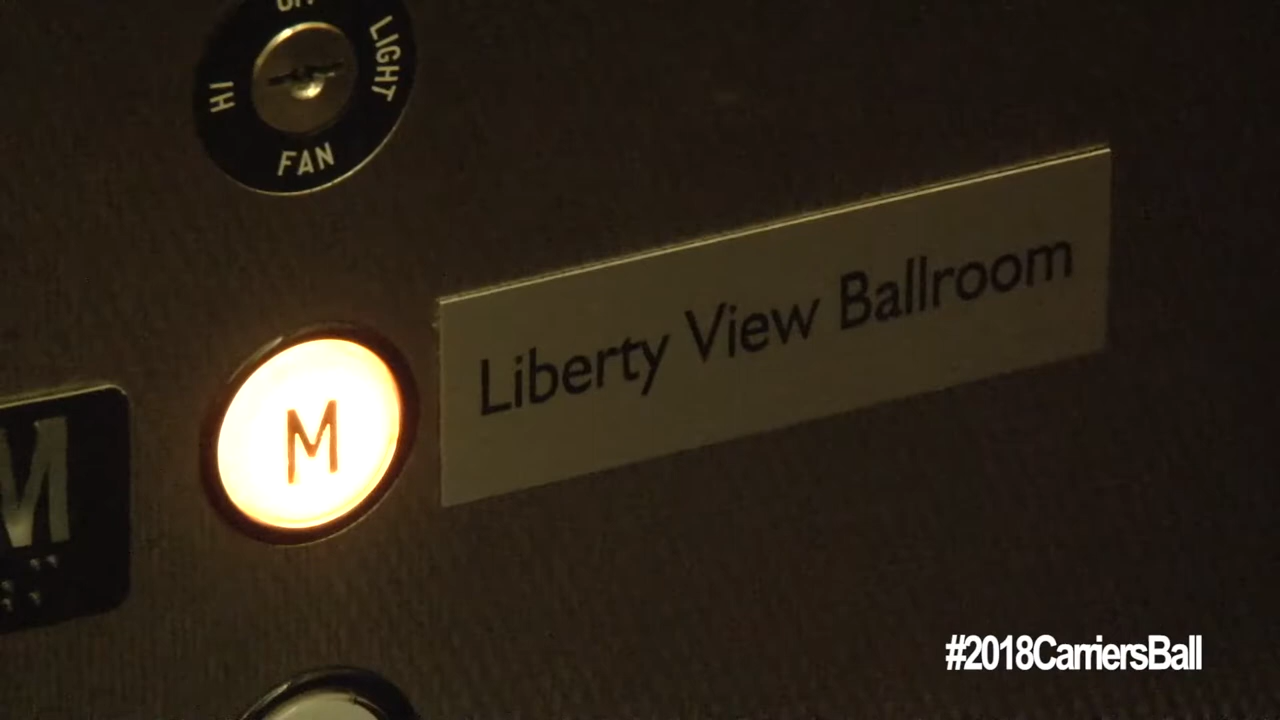 LIGHT
HI
FAN
Liberty View Ballroom
M
M
#2018CarriersBall